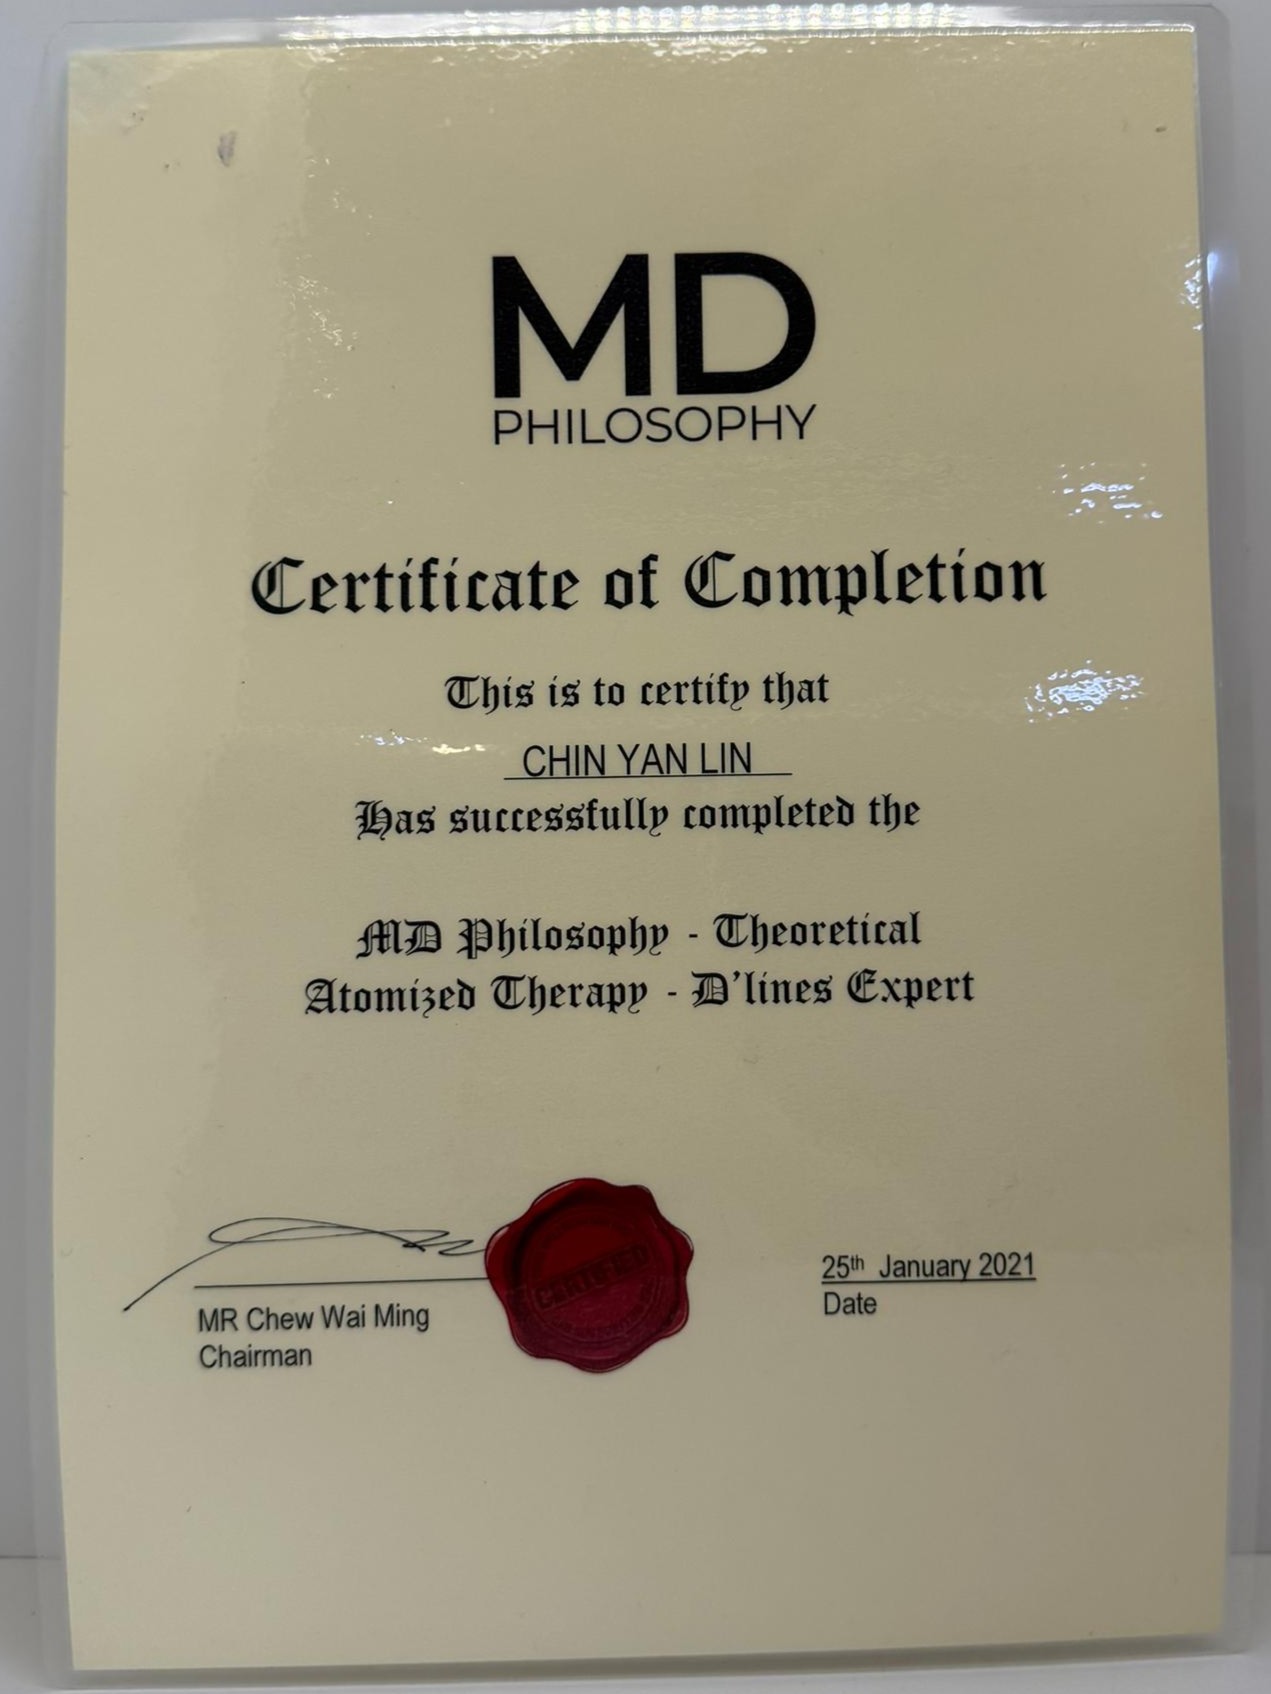 MD
PHILOSOPHY
Certificate of Completion
This is to certify that
CHIN YAN LIN
Has successfully completed the
MD Philosophy - Theoretical
Atomized Therapy - D'lines Expert
MR Chew Wai Ming
Chairman
CERTIFIED
25th January 2021
Date